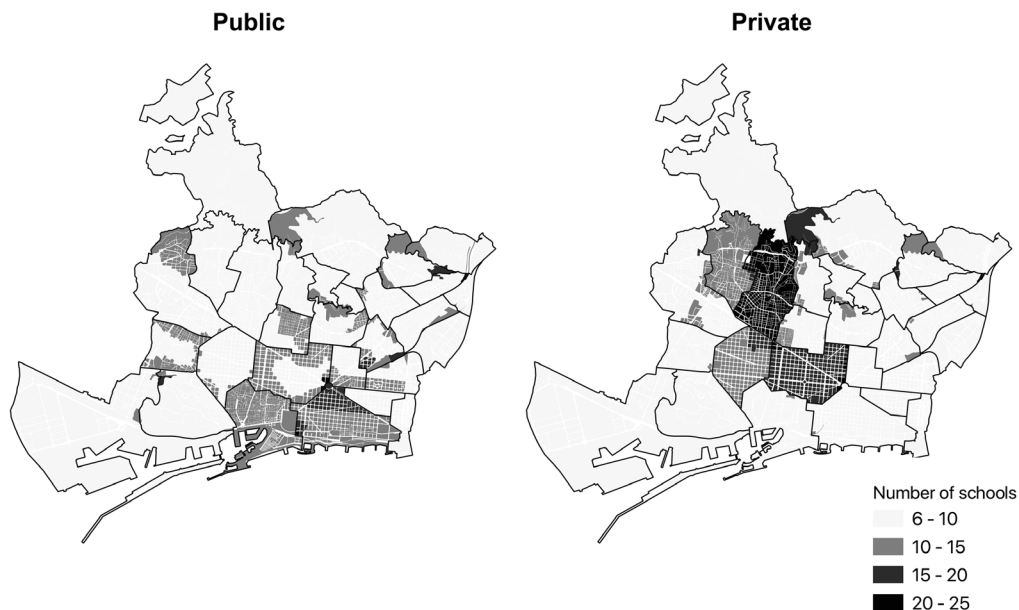 Public
Private
Number of schools
6 - 10
10 - 15
15 - 20
20 - 25